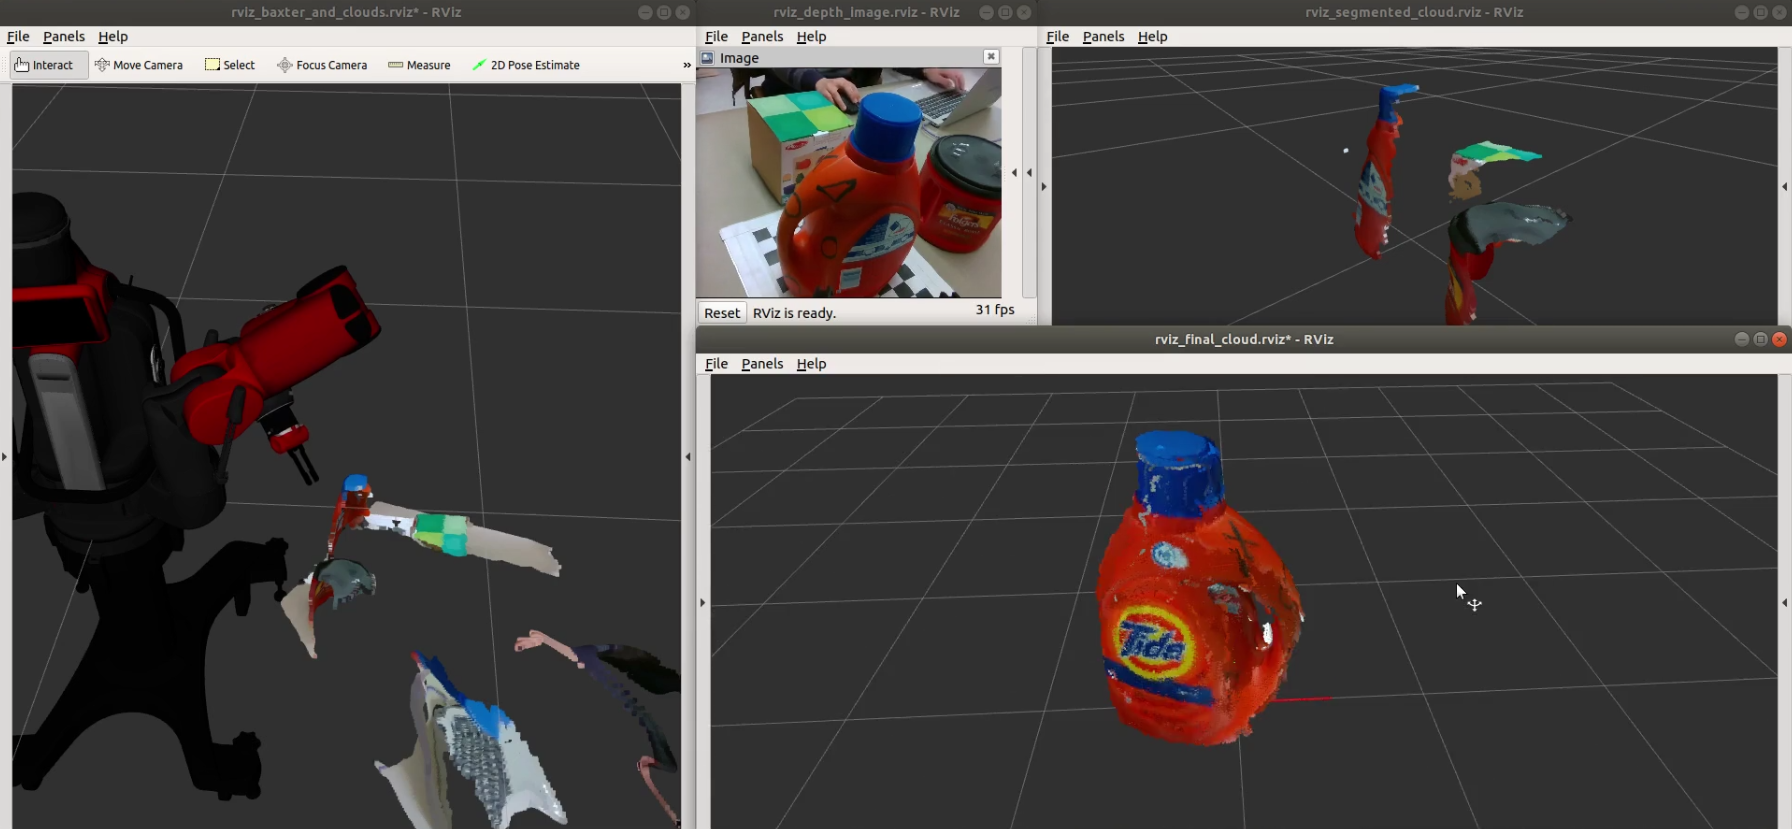 rviz_baxter_and_clouds.rviz* - RViz
File Panels Help
Interact Move Camera Select Focus Camera Measure 2D Pose Estimate »
rviz_depth_image.rviz - RViz
File Panels Help
Image
Folgers
Reset RViz is ready. 31 fps
rviz_segmented_cloud.rviz - RViz
File Panels Help
rviz_final_cloud.rviz* - RViz
File Panels Help
Tide